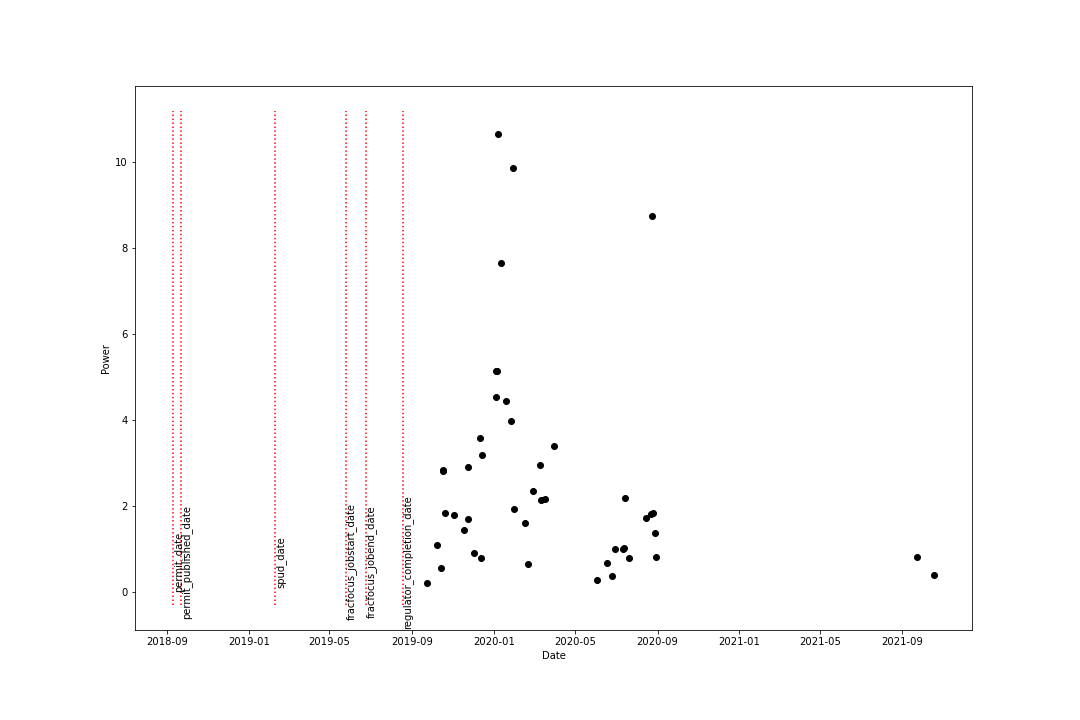 10
8
6
4
2
0
Power
permit_date
permit_published_date
spud_date
fracfocus_jobstart_date
fracfocus_jobend_date
regulator_completion_date
2018-09 2019-01 2019-05 2019-09 2020-01 2020-05 2020-09 2021-01 2021-05 2021-09
Date